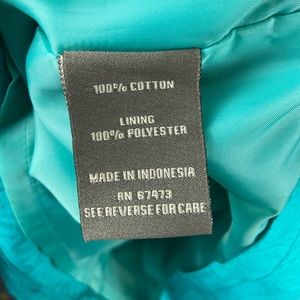 100% COTTON
LINING
100% POLYESTER
MADE IN INDONESIA
RN 67473
SEE REVERSE FOR CARE